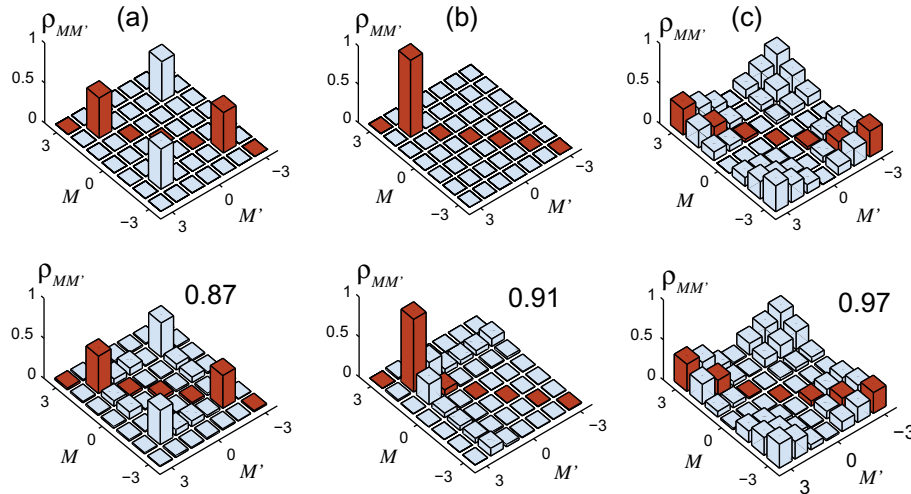 (a) (b) (c)
ρMM' ρMM' ρMM'
1 1 1
0.5 0.5 0.5
0 0 0
3 0 −3 3 0 −3 3 0 −3
M M M
3 0 −3 3 0 −3 3 0 −3
M' M' M'
ρMM' 0.87 ρMM' 0.91 ρMM' 0.97
1 1 1
0.5 0.5 0.5
0 0 0
3 0 −3 3 0 −3 3 0 −3
M M M
3 0 −3 3 0 −3 3 0 −3
M' M' M'